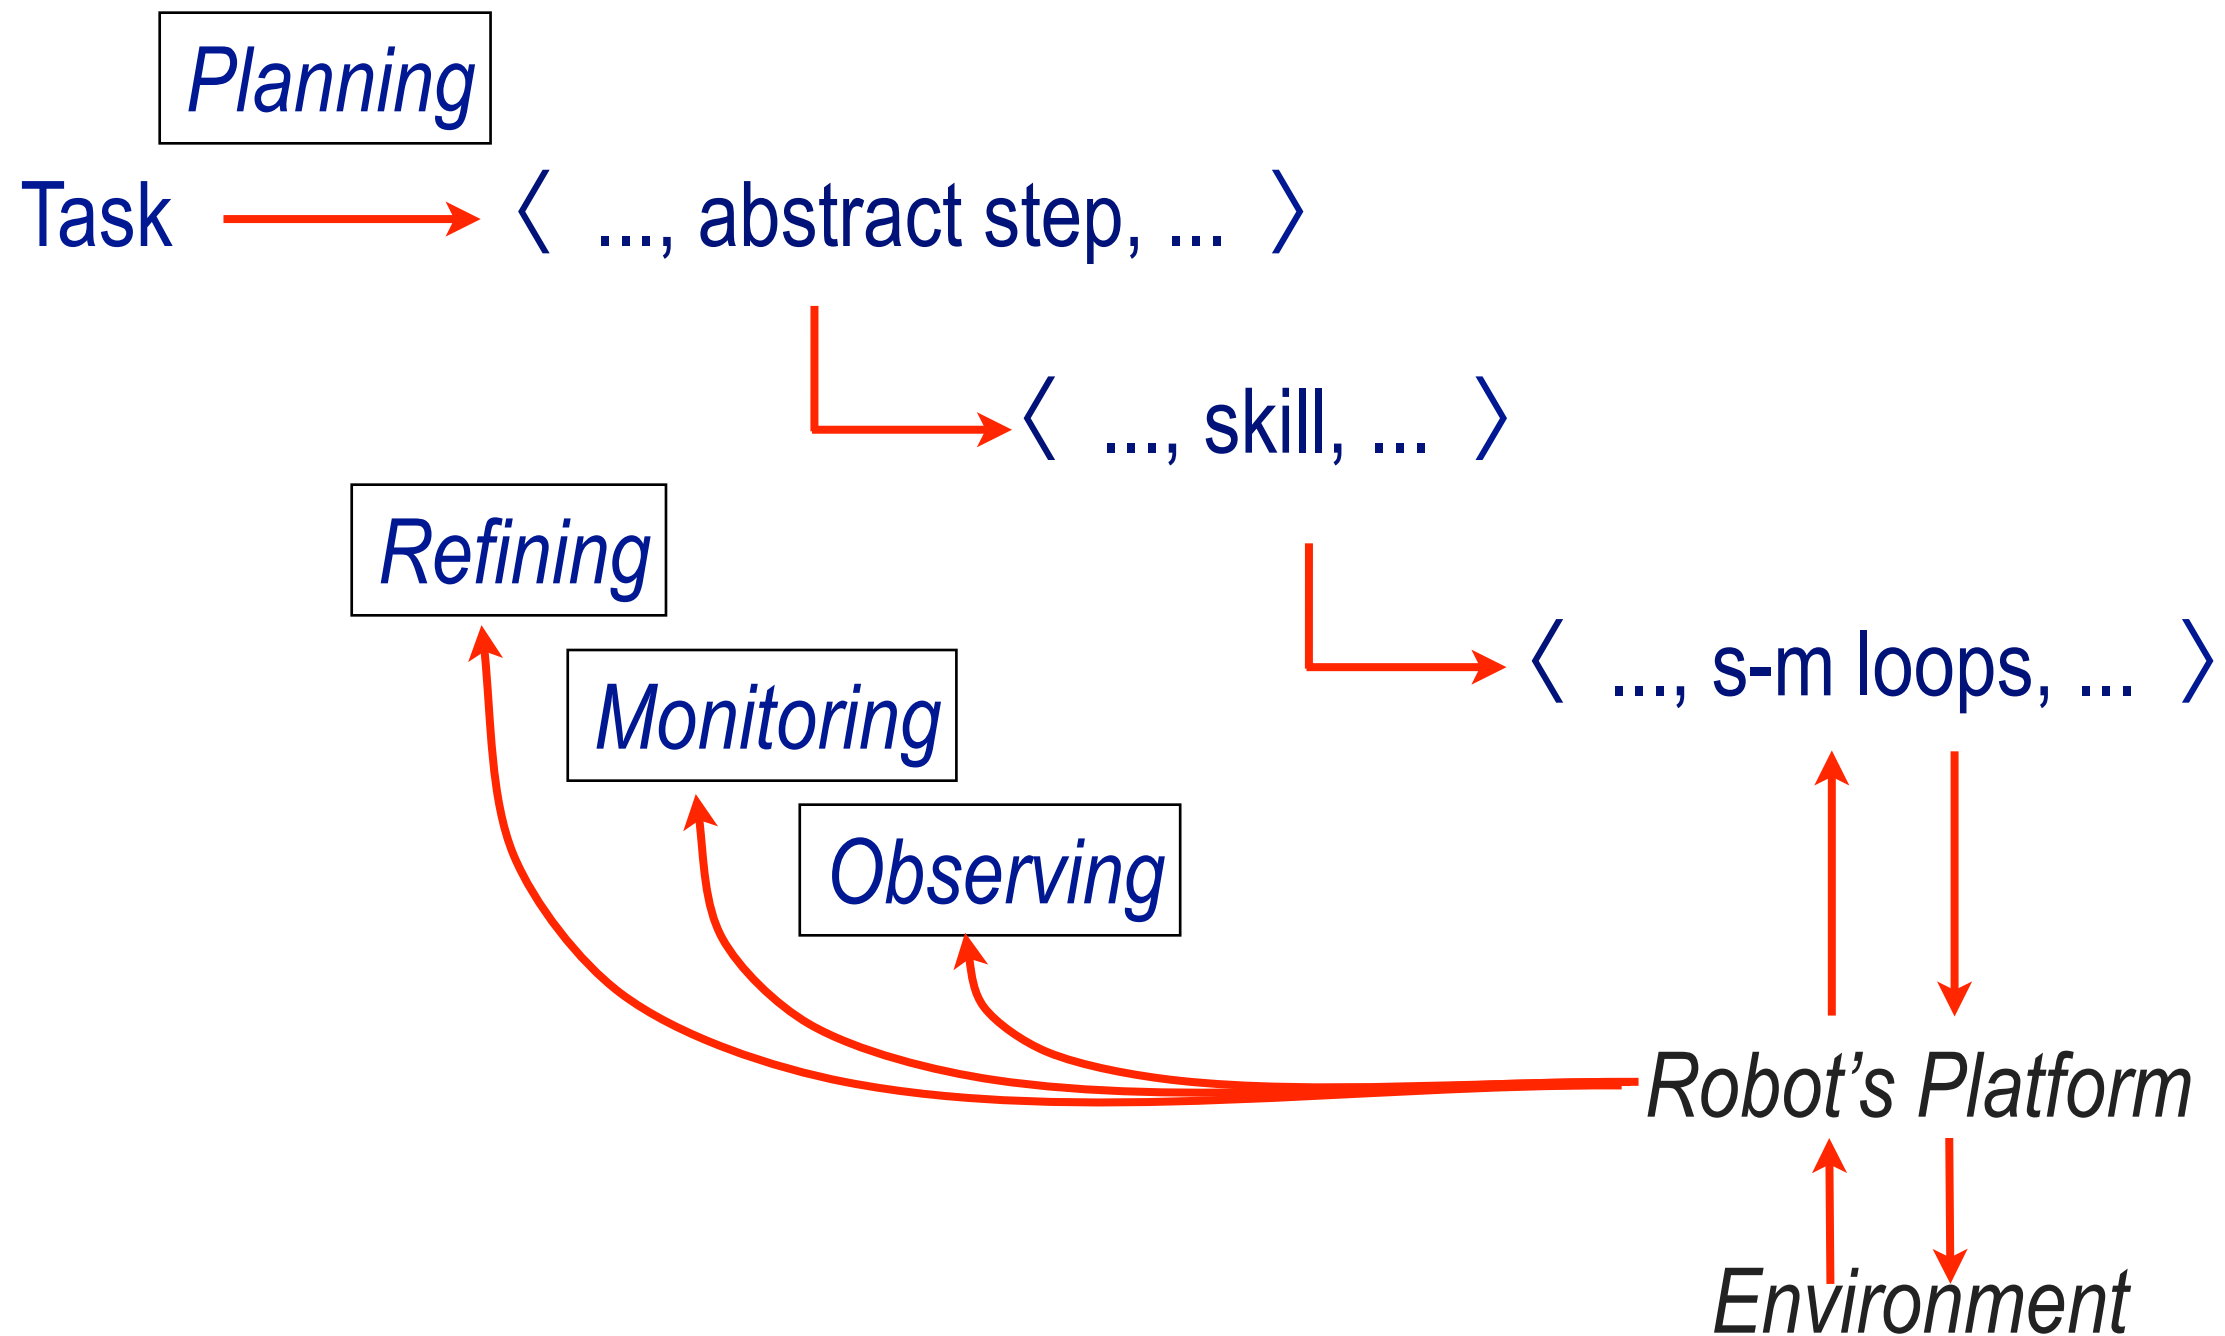 Planning
Task
〈 ..., abstract step, ... 〉
〈 ..., skill, ... 〉
Refining
〈 ..., s-m loops, ... 〉
Monitoring
Observing
Robot’s Platform
Environment